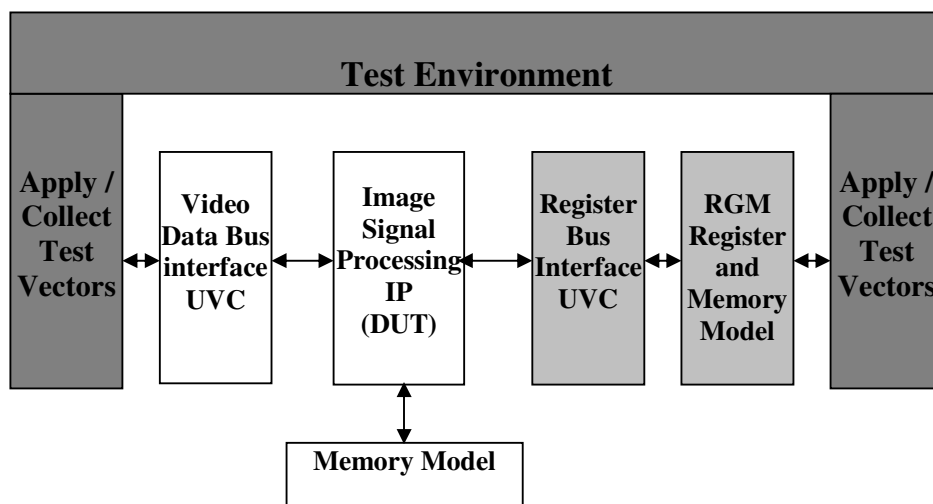 Test Environment
Apply /
Collect
Test
Vectors
Video
Data Bus
interface
UVC
Image
Signal
Processing
IP
(DUT)
Register
Bus
Interface
UVC
RGM
Register
and
Memory
Model
Apply /
Collect
Test
Vectors
Memory Model